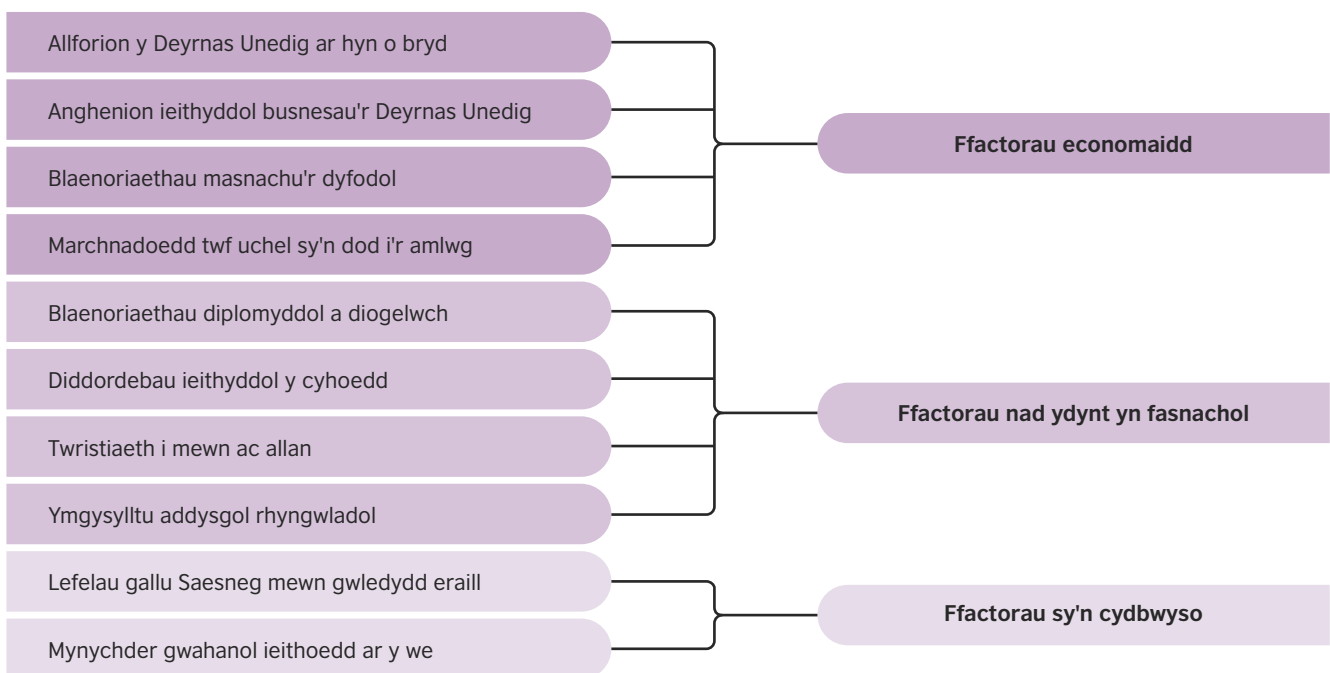 Allforion y Deyrnas Unedig ar hyn o bryd
Anghenion ieithyddol busnesau'r Deyrnas Unedig
Blaenoriaethau masnachu'r dyfodol
Marchnadoedd twf uchel sy'n dod i'r amlwg
Ffactorau economaidd
Blaenoriaethau diplomyddol a diogelwch
Diddordebau ieithyddol y cyhoedd
Twristiaeth i mewn ac allan
Ymgysylltu addysgol rhyngwladol
Ffactorau nad ydynt yn fasnachol
Lefelau gallu Saesneg mewn gwledydd eraill
Mynychder gwahanol ieithoedd ar y we
Ffactorau sy'n cydbwyso